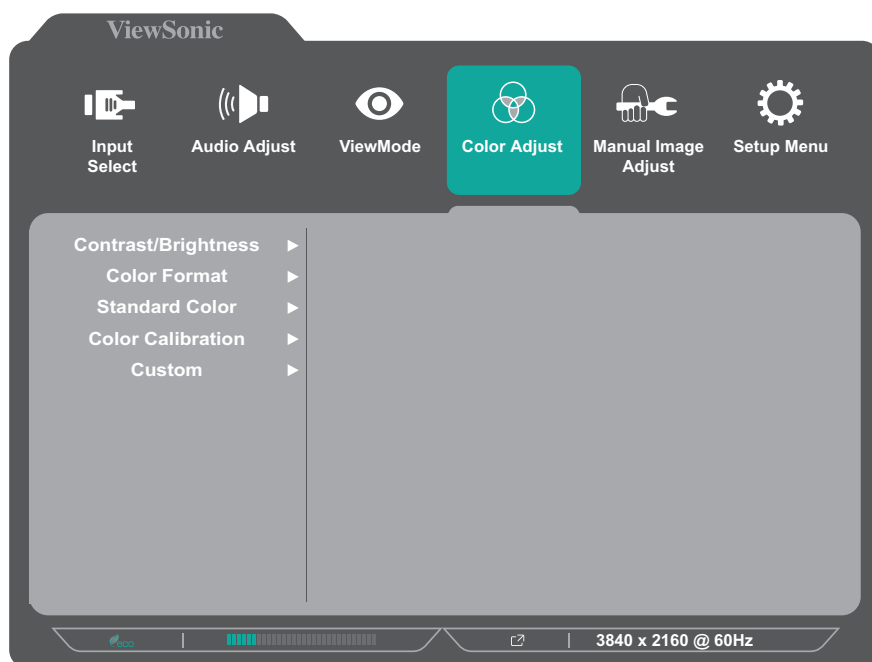 ViewSonic
Input
Select
Audio Adjust
ViewMode
Color Adjust
Manual Image
Adjust
Setup Menu
Contrast/Brightness
Color Format
Standard Color
Color Calibration
Custom
eco
3840 x 2160 @ 60Hz